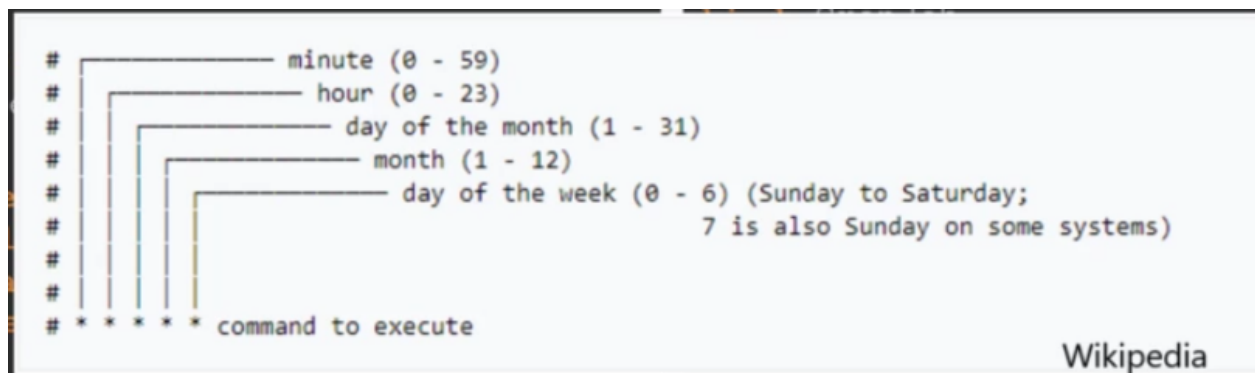 # ┌───────────── minute (0 - 59)
# │ ┌───────────── hour (0 - 23)
# │ │ ┌───────────── day of the month (1 - 31)
# │ │ │ ┌───────────── month (1 - 12)
# │ │ │ │ ┌───────────── day of the week (0 - 6) (Sunday to Saturday;
# │ │ │ │ │                                   7 is also Sunday on some systems)
# │ │ │ │ │
# │ │ │ │ │
# * * * * * command to execute
Wikipedia